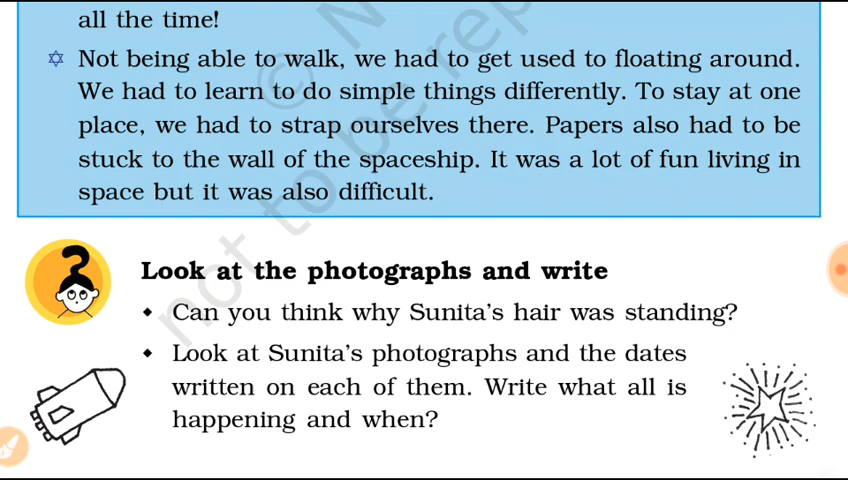 all the time!
Not being able to walk, we had to get used to floating around.
We had to learn to do simple things differently. To stay at one
place, we had to strap ourselves there. Papers also had to be
stuck to the wall of the spaceship. It was a lot of fun living in
space but it was also difficult.
Look at the photographs and write
Can you think why Sunita's hair was standing?
Look at Sunita's photographs and the dates
written on each of them. Write what all is
happening and when?
© N
not to be rep